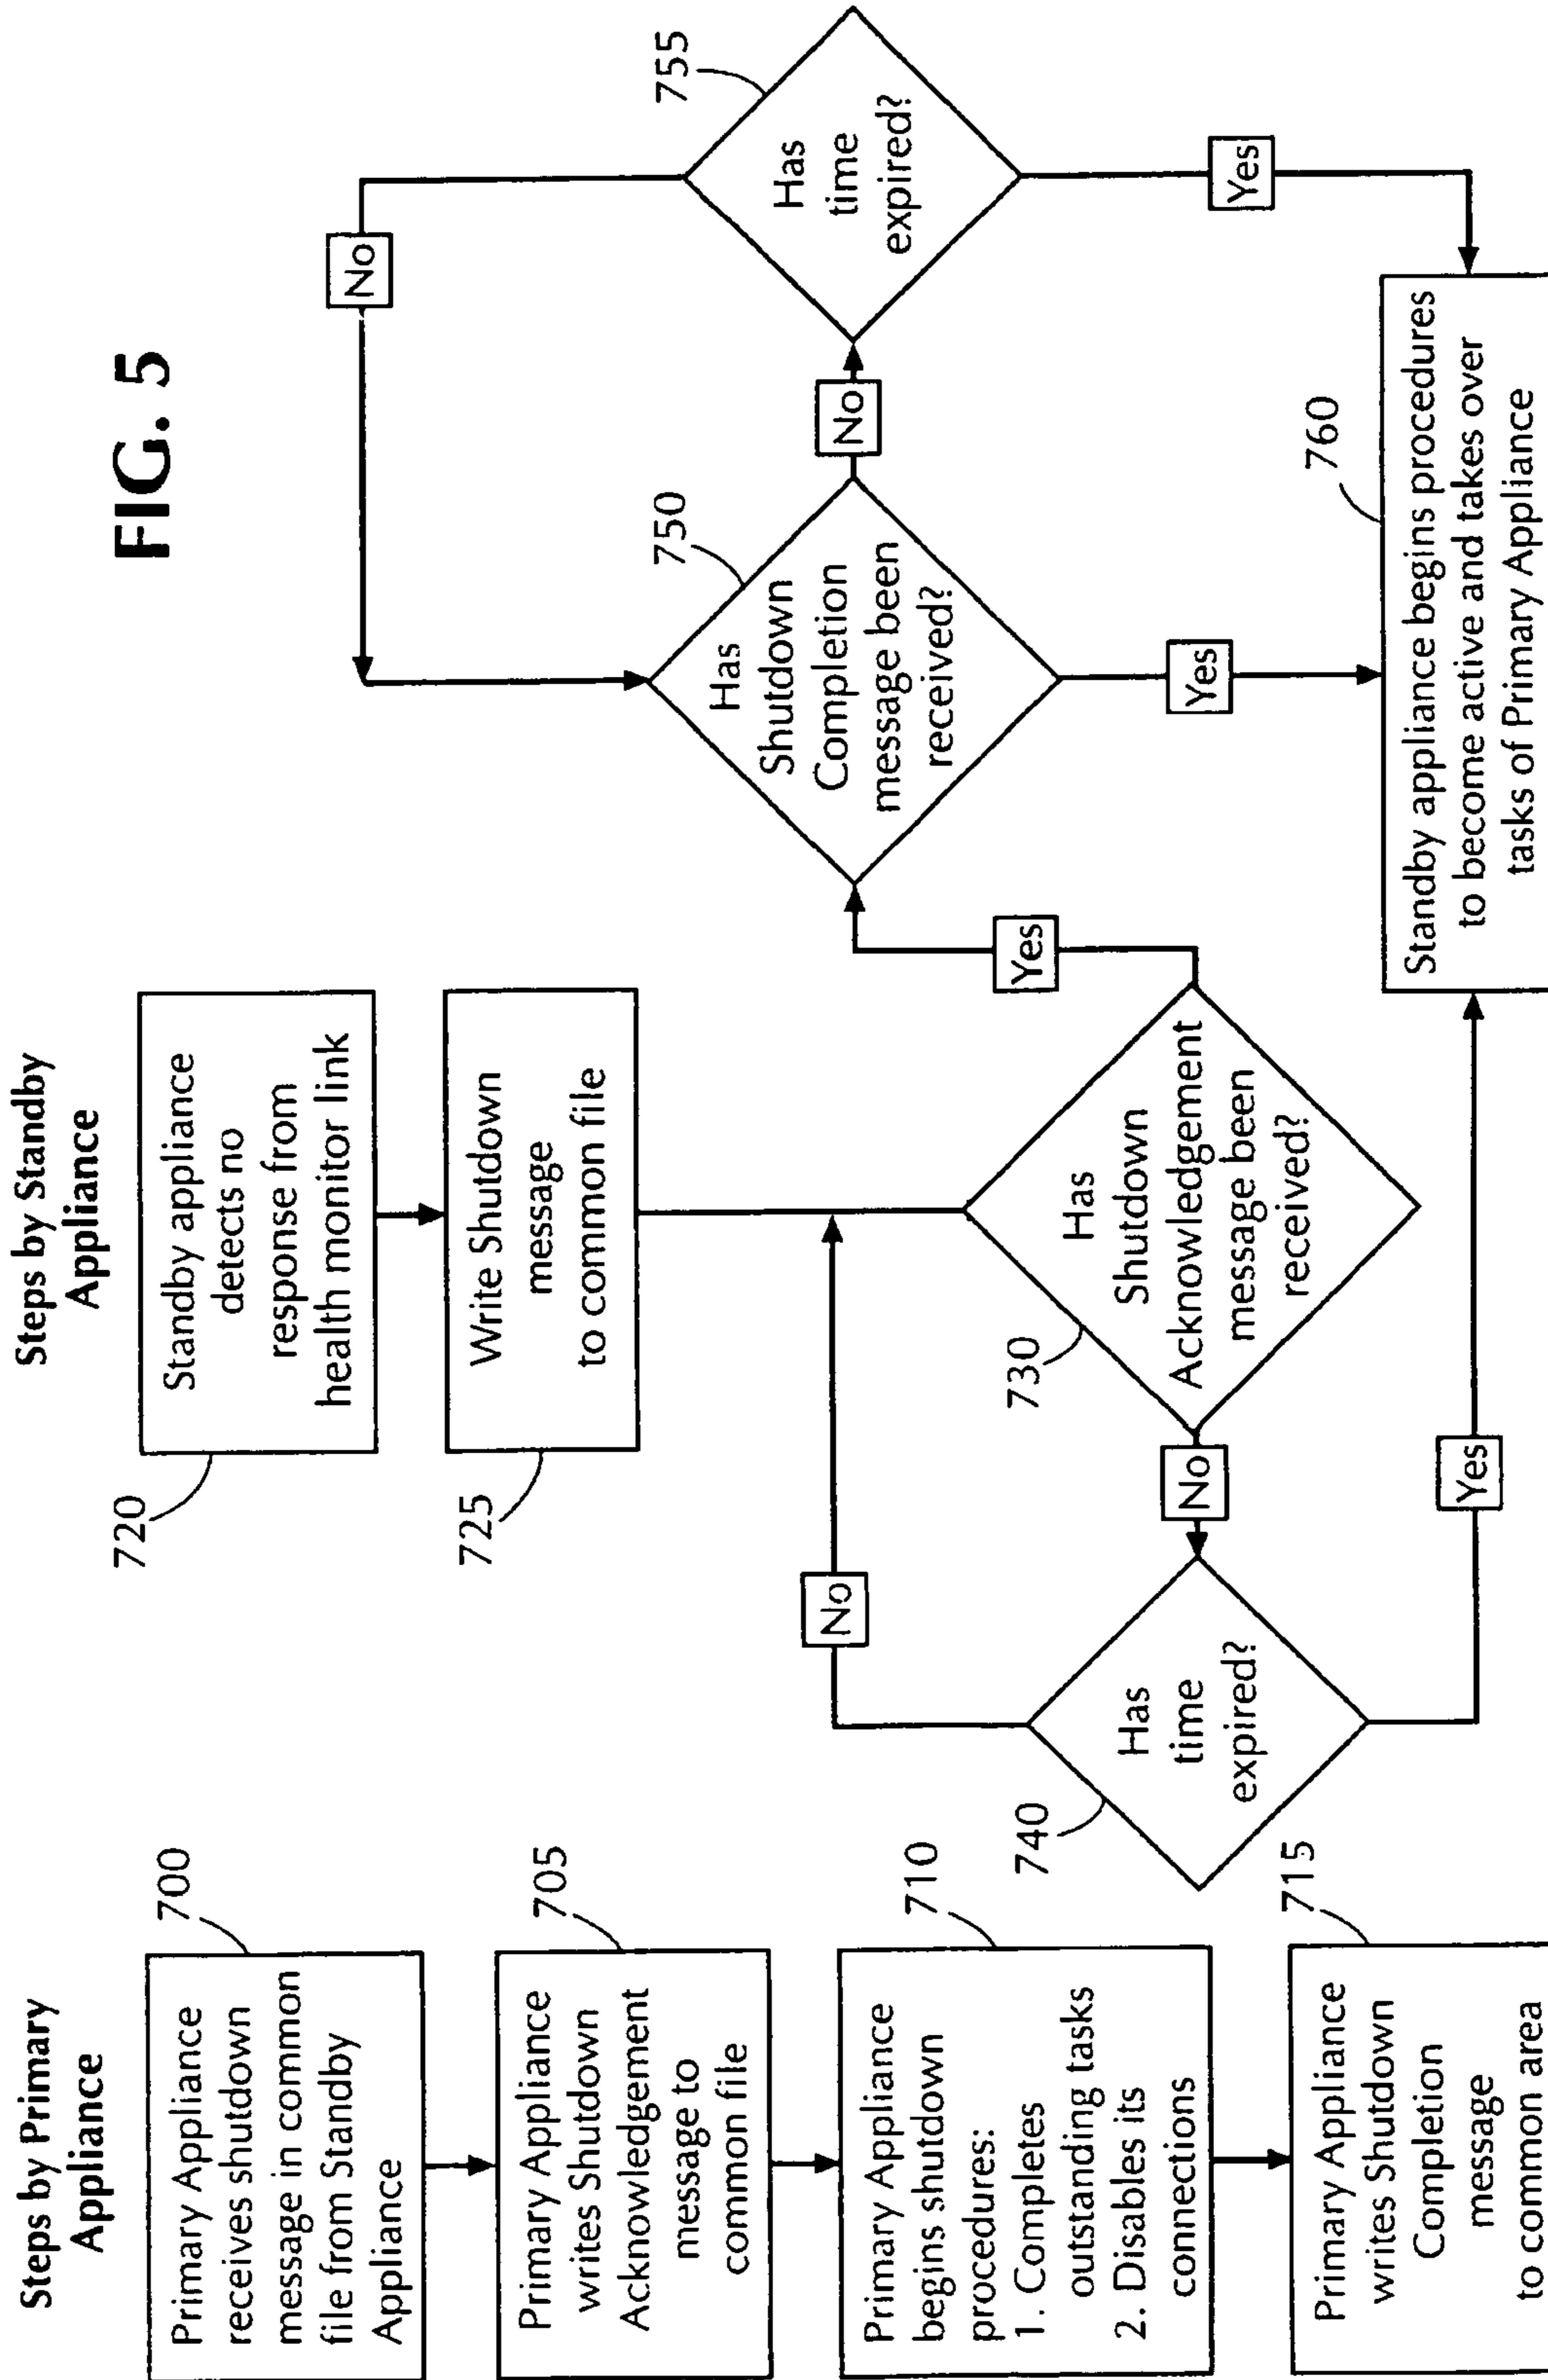 FIG. 5
Steps by Primary
Appliance
700
Primary Appliance
receives shutdown
message in common
file from Standby
Appliance
705
Primary Appliance
writes Shutdown
Acknowledgement
message to
common file
710
Primary Appliance
begins shutdown
procedures:
1. Completes
outstanding tasks
2. Disables its
connections
715
Primary Appliance
writes Shutdown
Completion
message
to common area
Steps by Standby
Appliance
720
Standby appliance
detects no
response from
health monitor link
725
Write Shutdown
message
to common file
730
Has
Shutdown
Acknowledgement
message been
received?
No
Yes
740
Has
time
expired?
No
Yes
750
Has
Shutdown
Completion
message been
received?
No
Yes
755
Has
time
expired?
No
Yes
760
Standby appliance begins procedures
to become active and takes over
tasks of Primary Appliance